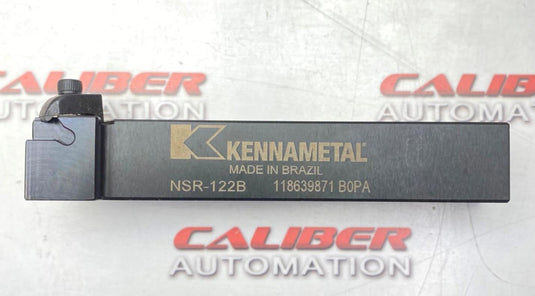 CALIBER
AUTOMATION
CALIBER
AUTOMATION
KENNAMETAL
MADE IN BRAZIL
NSR-122B 118639871 B0PA
CALIBER
AUTOMATION